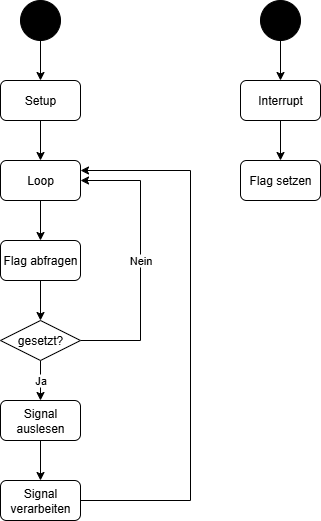 Setup
Loop
Flag abfragen
Nein
gesetzt?
Ja
Signal
auslesen
Signal
verarbeiten
Interrupt
Flag setzen